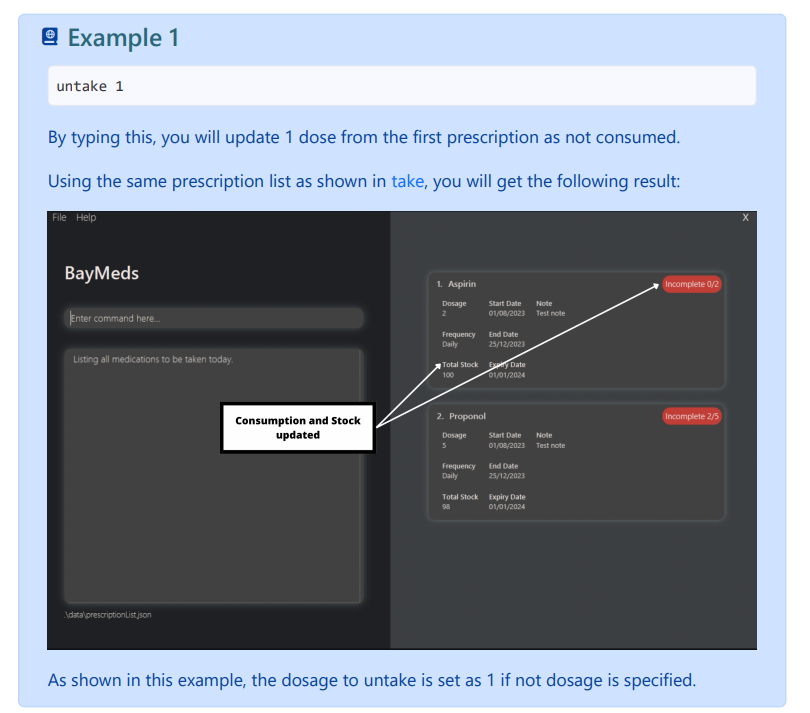 Example 1
untake 1
By typing this, you will update 1 dose from the first prescription as not consumed.
Using the same prescription list as shown in take, you will get the following result:
File Help X
BayMeds
Enter command here...
Listing all medications to be taken today.
Consumption and Stock
updated
.\data\prescriptionList.json
1. Aspirin Incomplete 0/2
Dosage Start Date Note
2 01/08/2023 Test note
Frequency End Date
Daily 25/12/2023
Total Stock Expiry Date
100 01/01/2024
2. Proponol Incomplete 2/5
Dosage Start Date Note
5 01/08/2023 Test note
Frequency End Date
Daily 25/12/2023
Total Stock Expiry Date
98 01/01/2024
As shown in this example, the dosage to untake is set as 1 if not dosage is specified.